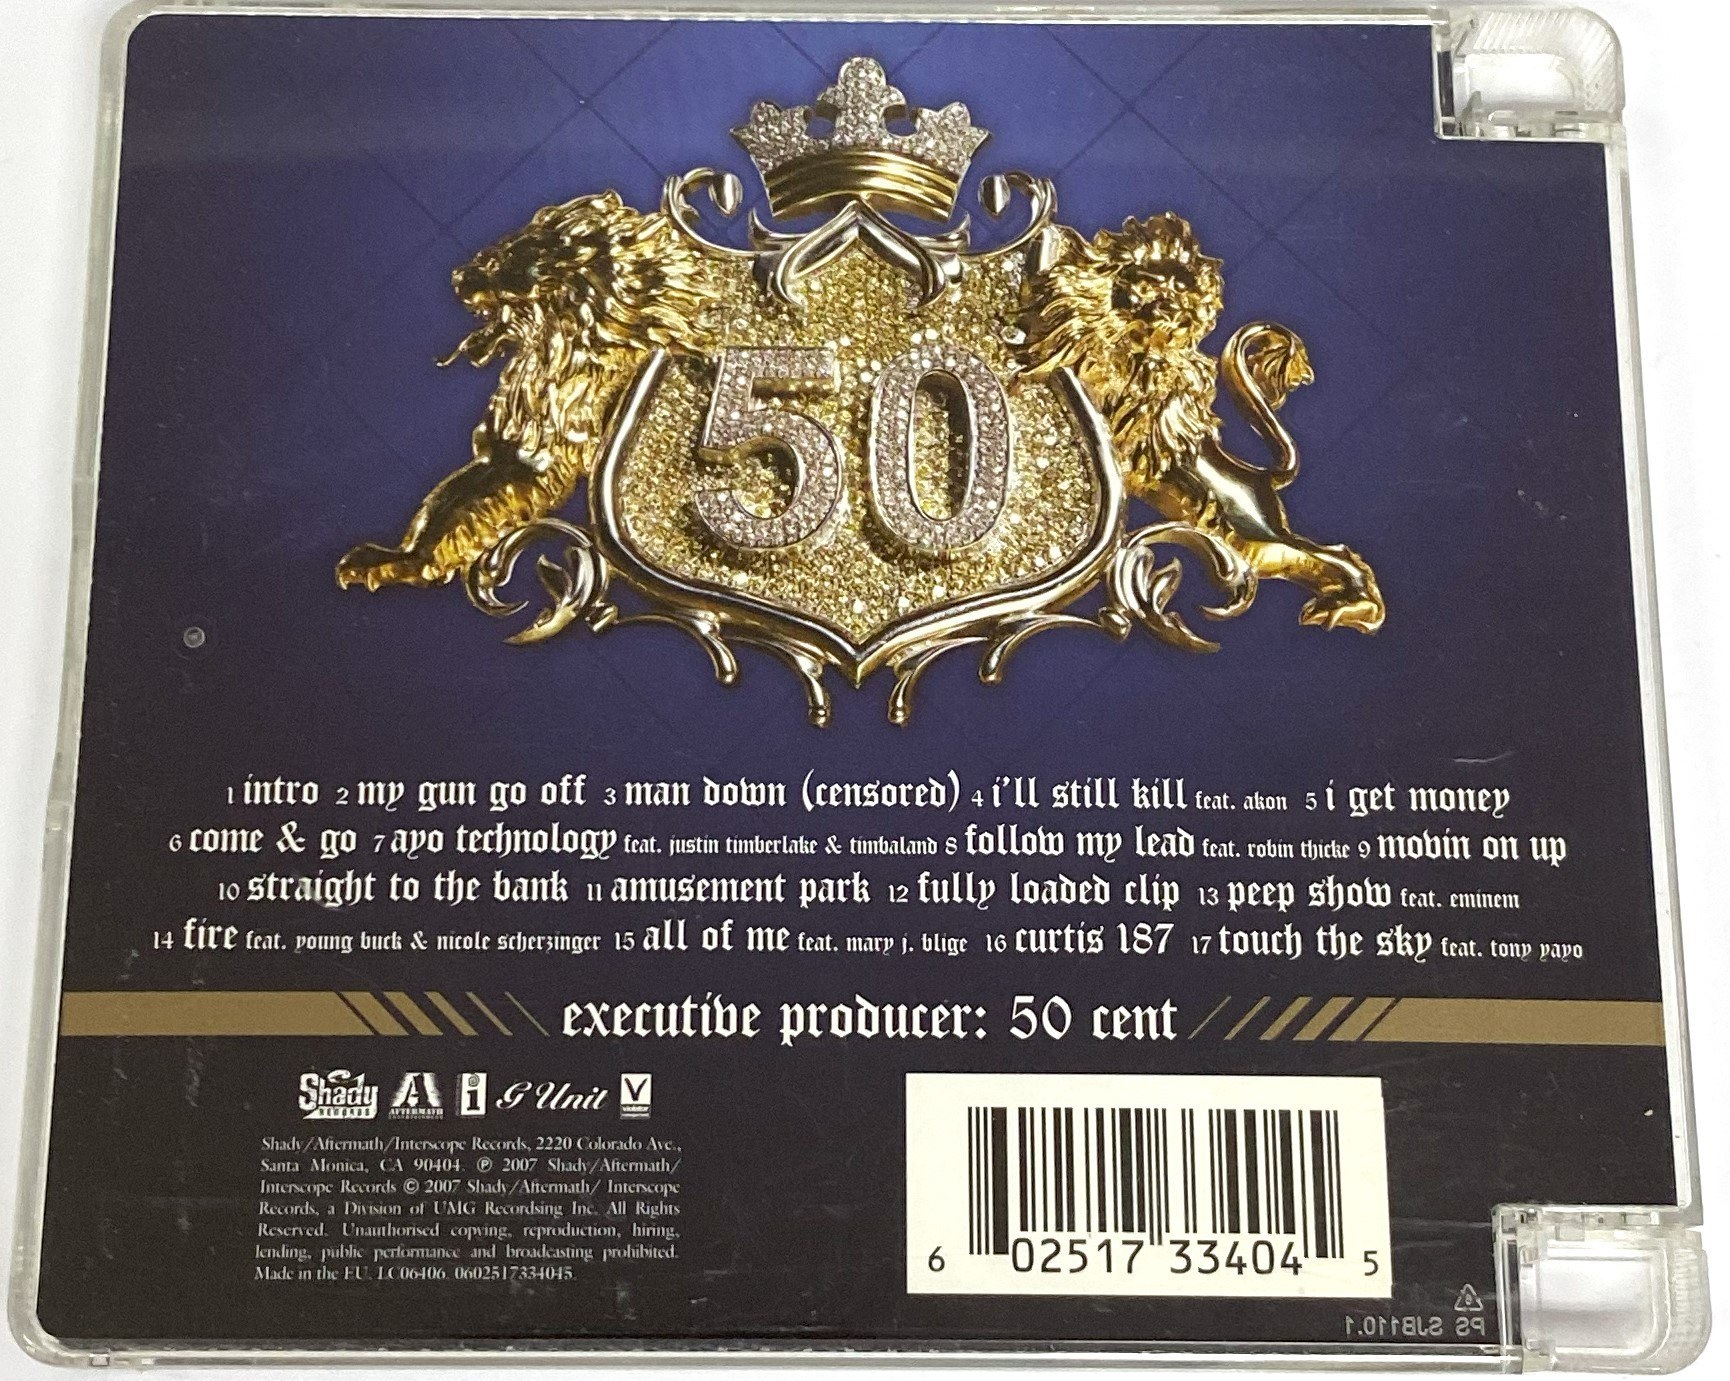 50
1 intro 2 my gun go off 3 man down (censored) 4 i'll still kill feat. akon 5 i get money
6 come & go 7 ayo technology feat. justin timberlake & timbaland 8 follow my lead feat. robin thicke 9 movin on up
10 straight to the bank 11 amusement park 12 fully loaded clip 13 peep show feat. eminem
14 fire feat. young buck & nicole scherzinger 15 all of me feat. mary j. blige 16 curtis 187 17 touch the sky feat. tony yayo
executive producer: 50 cent
Shady RECORDS AFTERMATH ENTERTAINMENT i G Unit V violator
Shady/Aftermath/Interscope Records, 2220 Colorado Ave.,
Santa Monica, CA 90404. ℗ 2007 Shady/Aftermath/
Interscope Records © 2007 Shady/Aftermath/ Interscope
Records, a Division of UMG Recordsing Inc. All Rights
Reserved. Unauthorised copying, reproduction, hiring,
lending, public performance and broadcasting prohibited.
Made in the EU. LC06406. 0602517334045.
6 02517 33404 5
6
PS SJB110.1